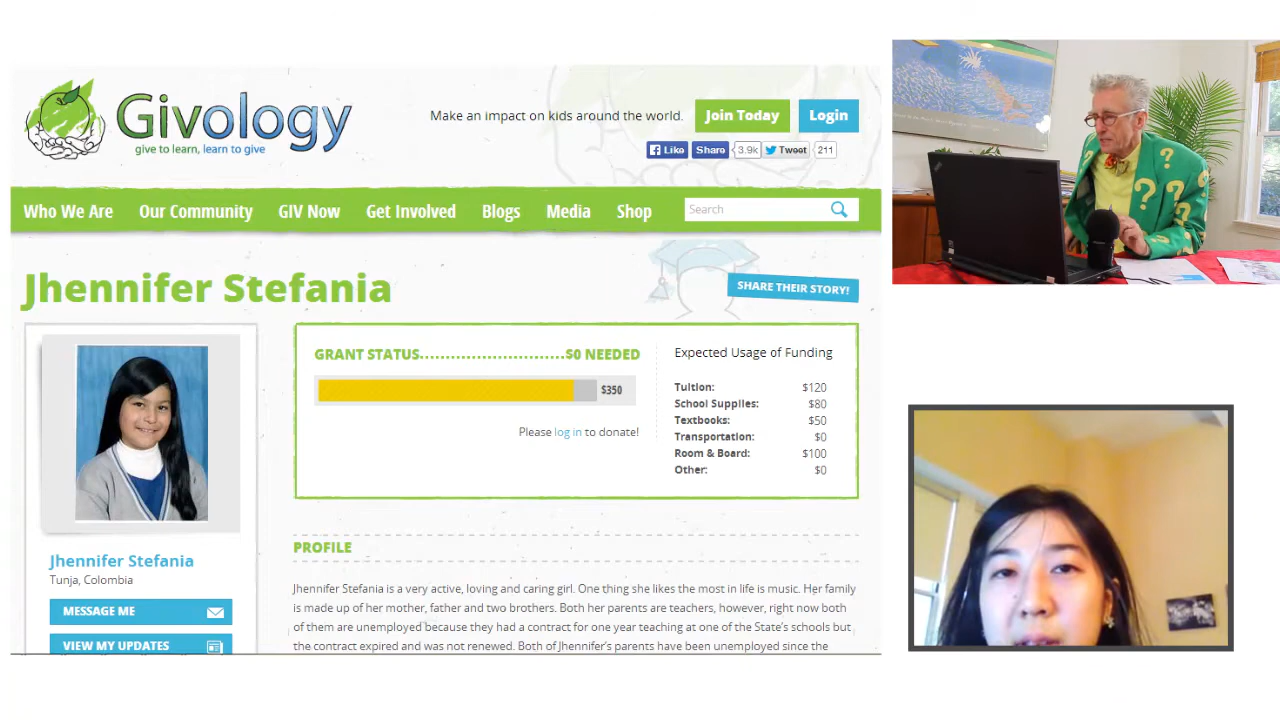 Givology
give to learn, learn to give
Make an impact on kids around the world.
Join Today
Login
Like
Share
3.9k
Tweet
211
Who We Are
Our Community
GIV Now
Get Involved
Blogs
Media
Shop
Search
Jhennifer Stefania
SHARE THEIR STORY!
GRANT STATUS..............................$0 NEEDED
$350
Please log in to donate!
Expected Usage of Funding
Tuition: $120
School Supplies: $80
Textbooks: $50
Transportation: $0
Room & Board: $100
Other: $0
Jhennifer Stefania
Tunja, Colombia
MESSAGE ME
VIEW MY UPDATES
PROFILE
Jhennifer Stefania is a very active, loving and caring girl. One thing she likes the most in life is music. Her family
is made up of her mother, father and two brothers. Both her parents are teachers, however, right now both
of them are unemployed because they had a contract for one year teaching at one of the State's schools but
the contract expired and was not renewed. Both of Jhennifer's parents have been unemployed since the